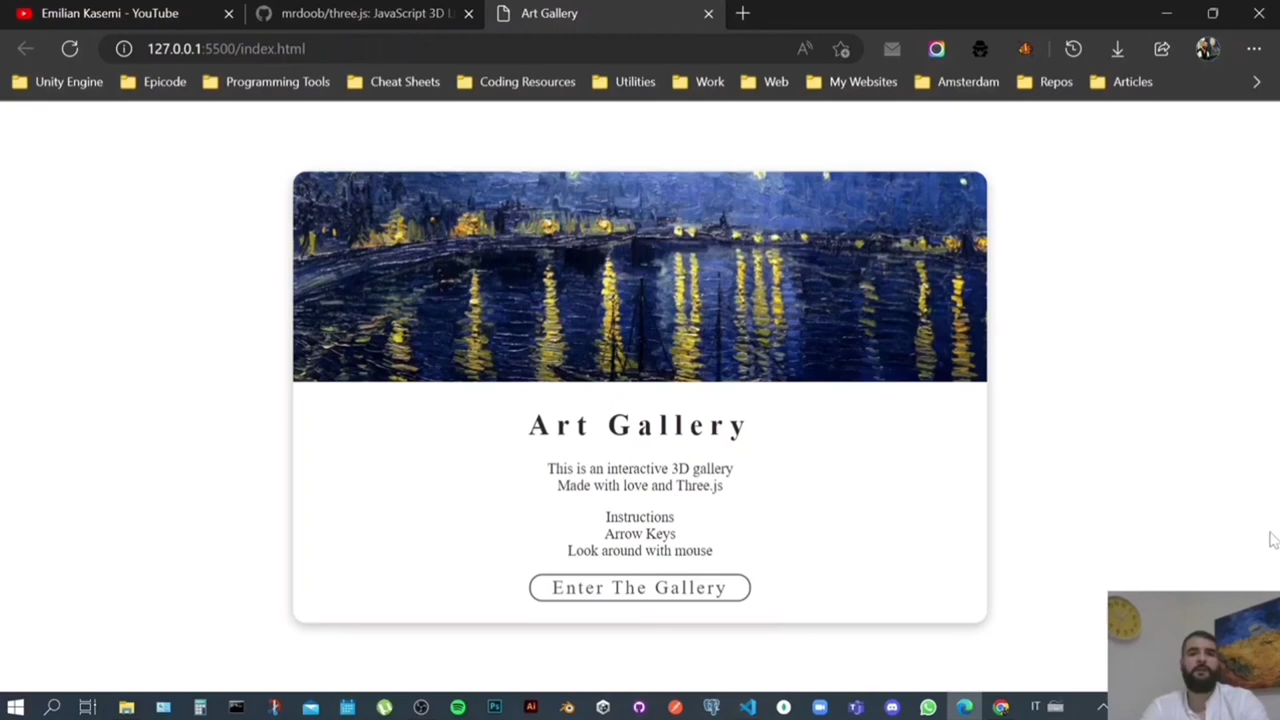 Emilian Kasemi - YouTube
mrdoob/three.js: JavaScript 3D L
Art Gallery
127.0.0.1:5500/index.html
Unity Engine
Epicode
Programming Tools
Cheat Sheets
Coding Resources
Utilities
Work
Web
My Websites
Amsterdam
Repos
Articles
Art Gallery
This is an interactive 3D gallery
Made with love and Three.js
Instructions
Arrow Keys
Look around with mouse
Enter The Gallery
Ps
Ai
IT